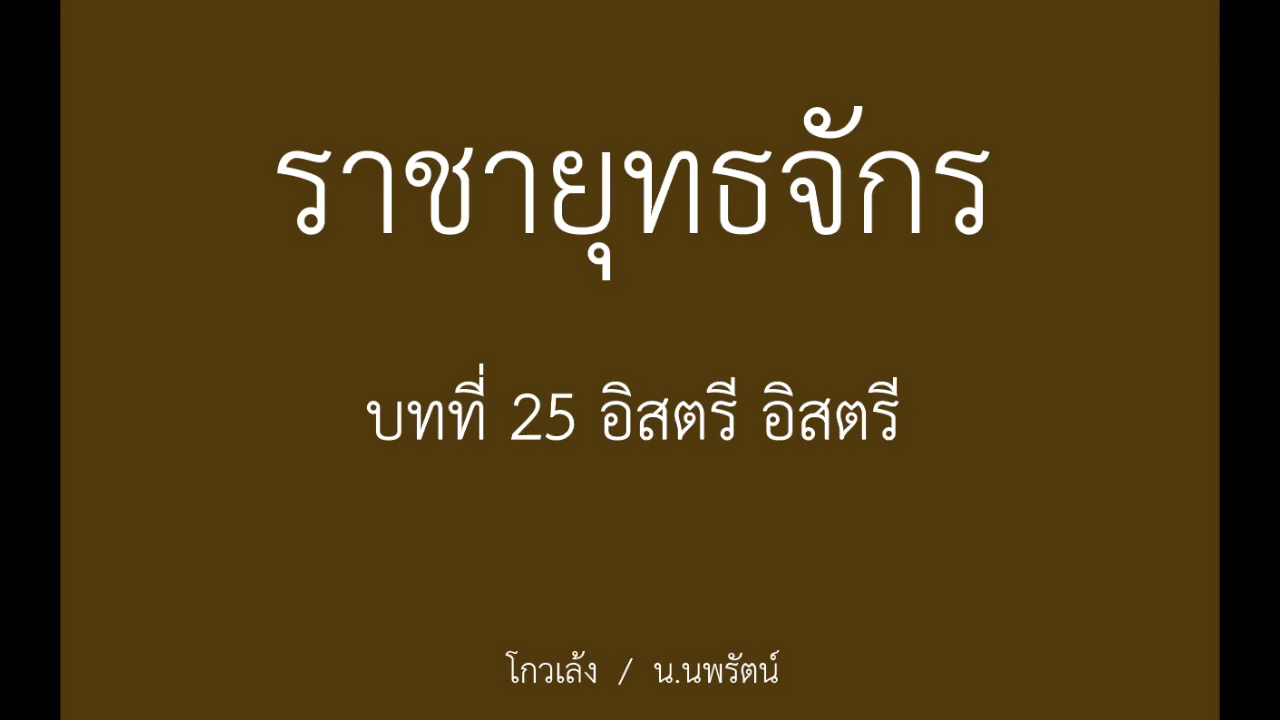 ราชายุทธจักร
บทที่ 25 อิสตรี อิสตรี
โกวเล้ง / น.นพรัตน์